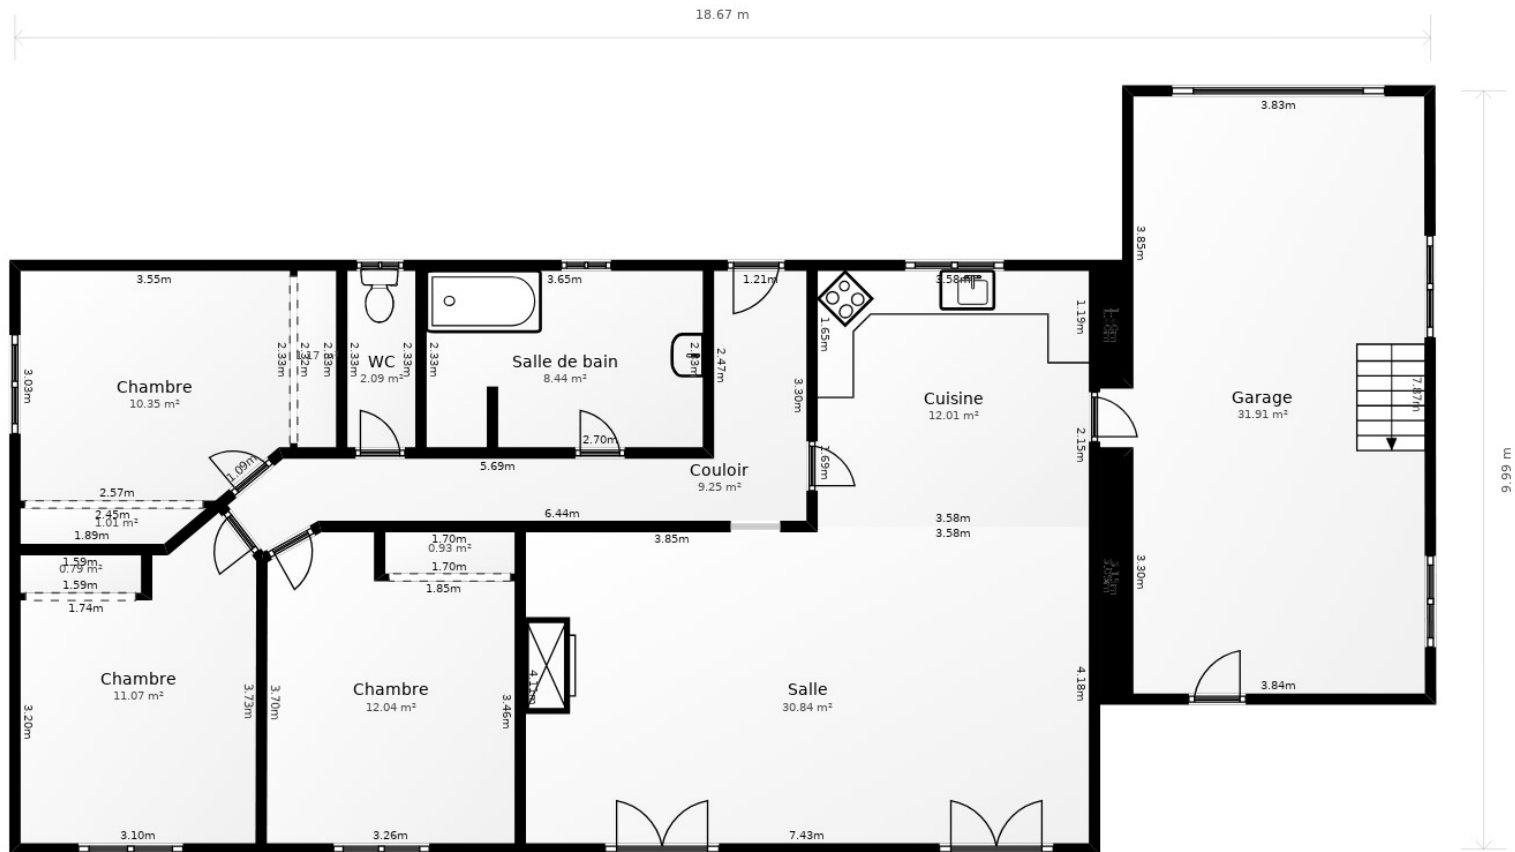 18.67 m
3.83m
3.55m
3.65m
1.21m
3.58m
3.85m
1.19m
1.65m
2.33m
2.33m
2.33m
2.33m
2.47m
WC
2.09 m²
Salle de bain
8.44 m²
3.03m
Chambre
10.35 m²
3.30m
Cuisine
12.01 m²
Garage
31.91 m²
7.87m
2.70m
2.15m
1.09m
5.69m
Couloir
9.25 m²
9.99 m
2.57m
2.45m
1.01 m²
1.89m
6.44m
3.58m
3.58m
3.85m
1.70m
0.93 m²
1.70m
1.85m
1.59m
0.79 m²
1.59m
1.74m
3.30m
Chambre
11.07 m²
Chambre
12.04 m²
Salle
30.84 m²
4.18m
3.84m
3.20m
3.73m
3.70m
3.46m
3.10m
3.26m
7.43m